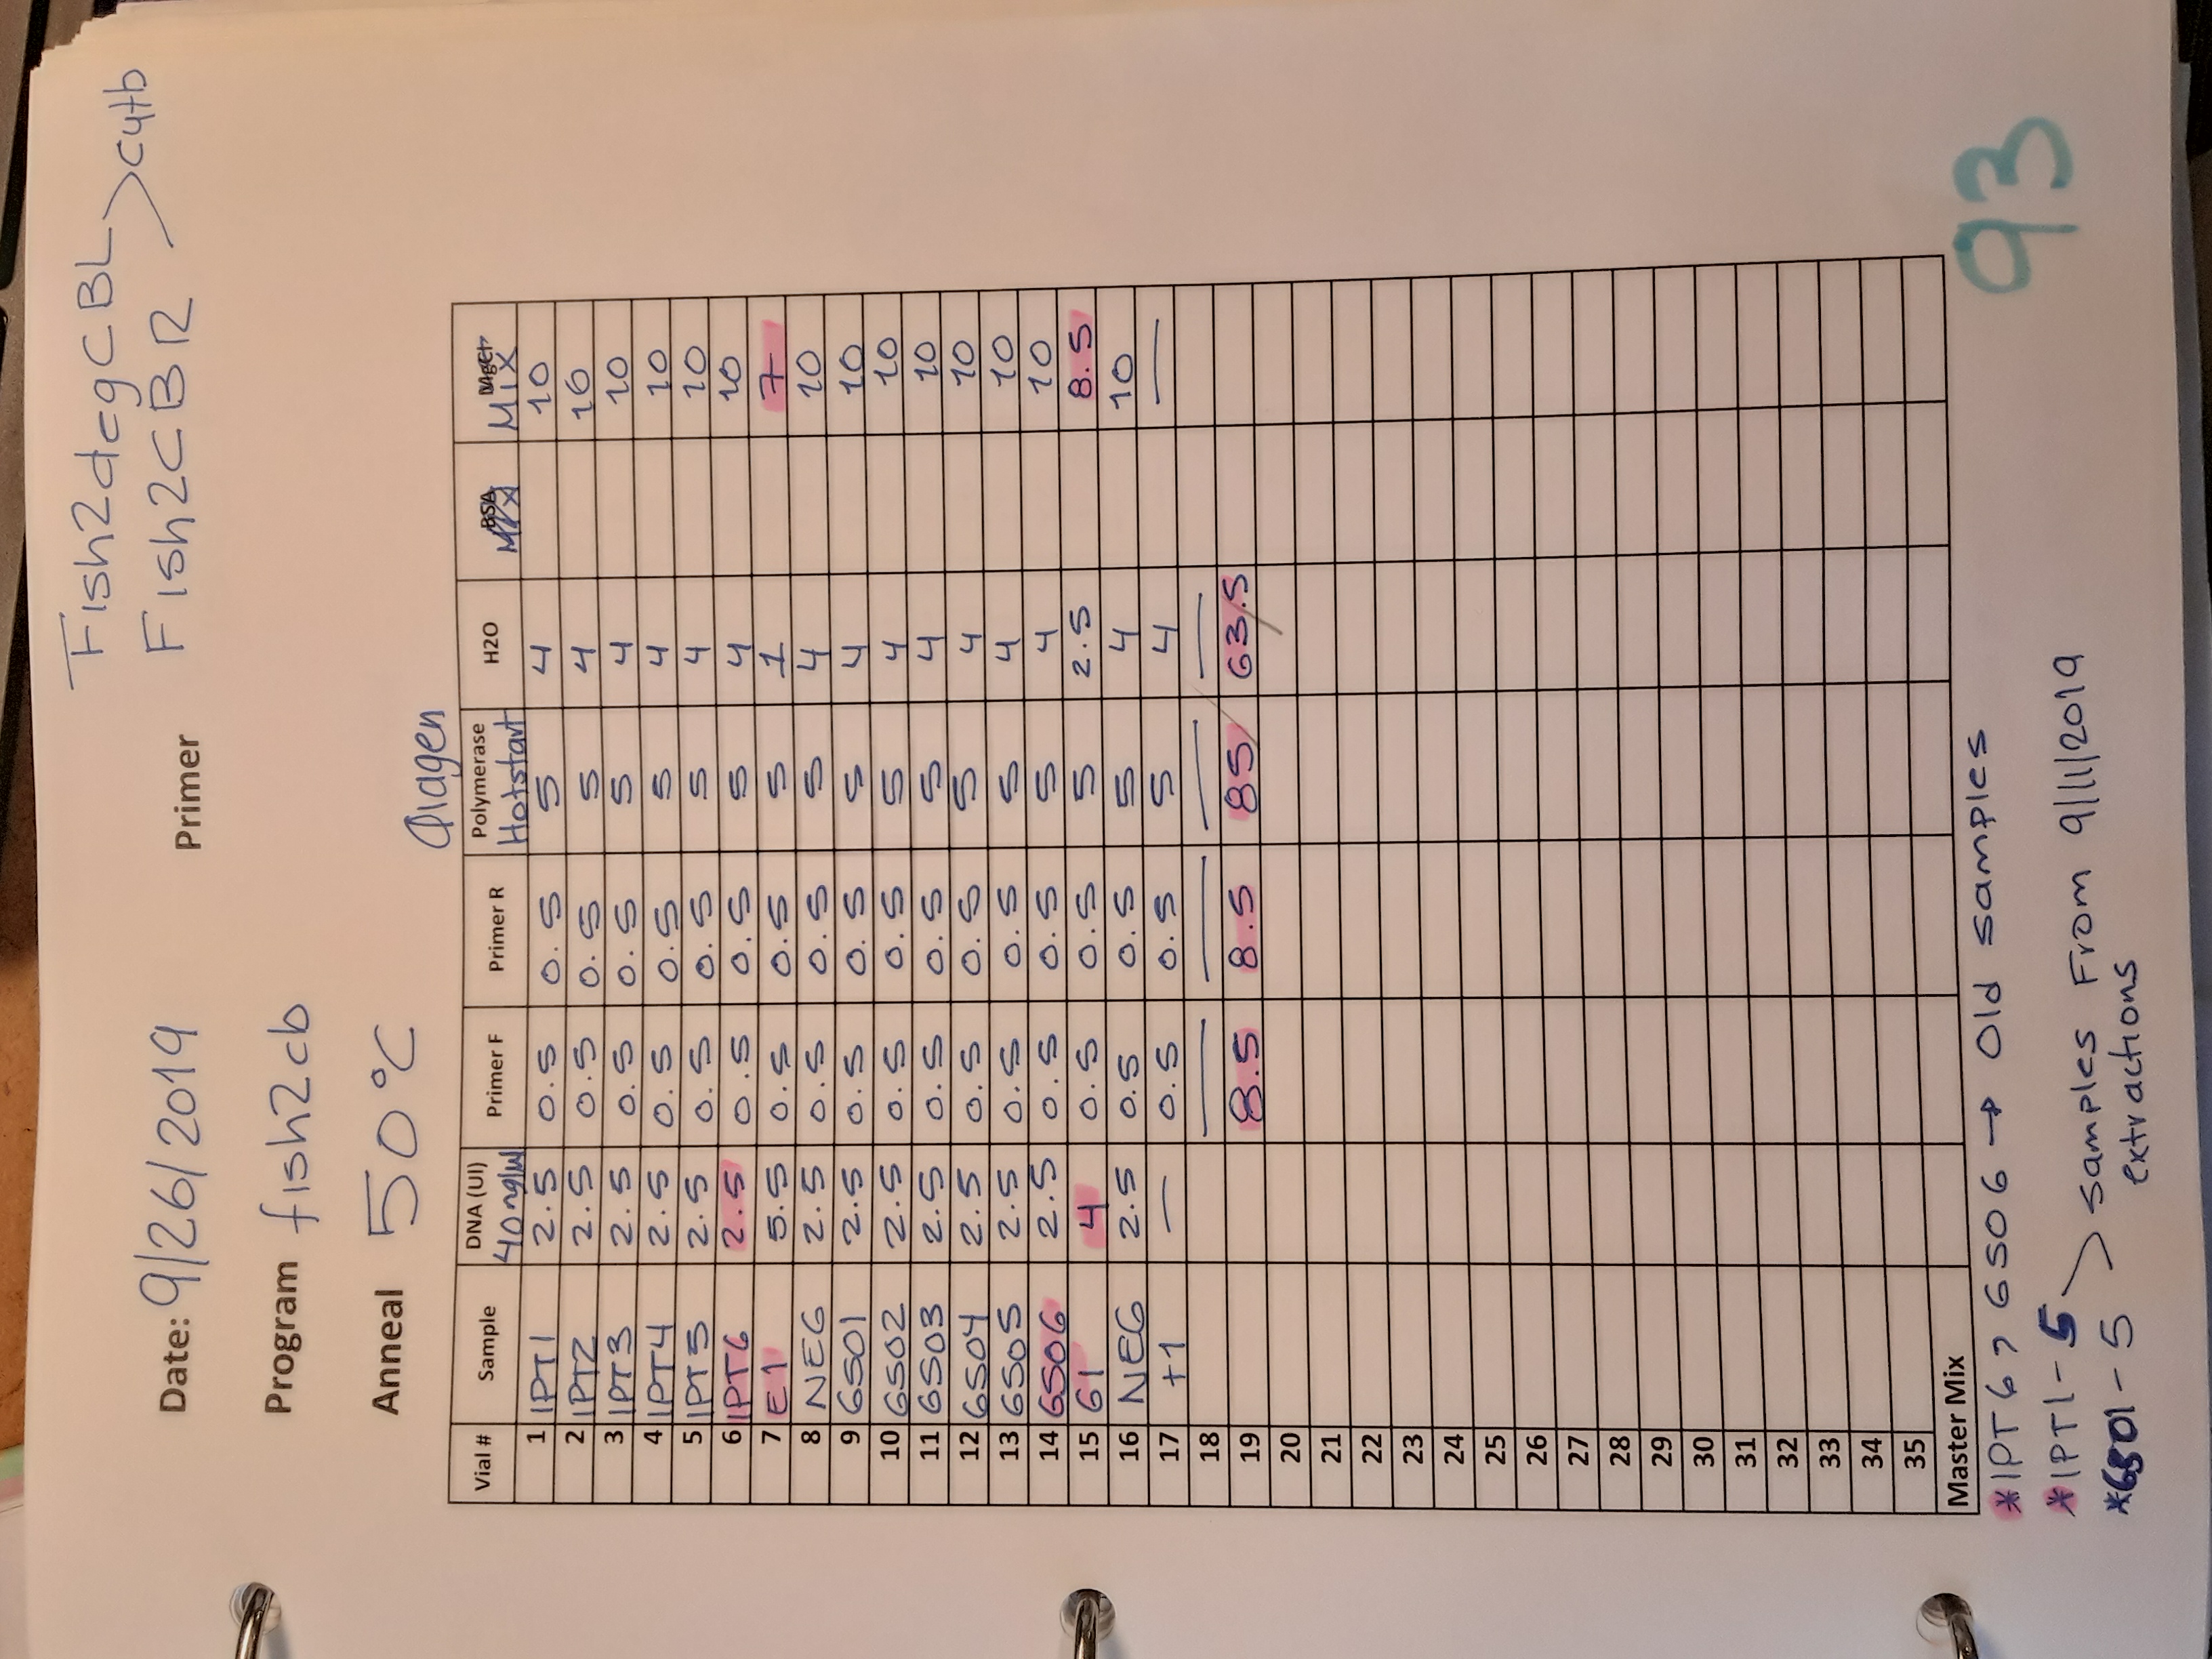 Fish2degCBL
Fish2CBR > cytb
Date: 9/26/2019 Primer
Program fish2cb
Anneal 50°C
Qiagen
Vial # Sample DNA (Ul) Primer F Primer R Polymerase H2O BSA MgCl
40ng/ul Hotstart Mix Mix
1 IPT1 2.5 0.5 0.5 5 4 10
2 IPT2 2.5 0.5 0.5 5 4 10
3 IPT3 2.5 0.5 0.5 5 4 10
4 IPT4 2.5 0.5 0.5 5 4 10
5 IPT5 2.5 0.5 0.5 5 4 10
6 IPT6 2.5 0.5 0.5 5 4 10
7 E1 5.5 0.5 0.5 5 1 7
8 NEG 2.5 0.5 0.5 5 4 10
9 GSO1 2.5 0.5 0.5 5 4 10
10 GSO2 2.5 0.5 0.5 5 4 10
11 GSO3 2.5 0.5 0.5 5 4 10
12 GSO4 2.5 0.5 0.5 5 4 10
13 GSO5 2.5 0.5 0.5 5 4 10
14 GSO6 2.5 0.5 0.5 5 4 10
15 G1 4 0.5 0.5 5 2.5 8.5
16 NEG 2.5 0.5 0.5 5 4 10
17 +1 — 0.5 0.5 5 4 —
18
19 8.5 8.5 85 63.5
20
21
22
23
24
25
26
27
28
29
30
31
32
33
34
35
Master Mix
*IPT6, GSO6 → Old samples
*IPT1-5
*GSO1-5 > samples From 9/11/2019
extractions
93